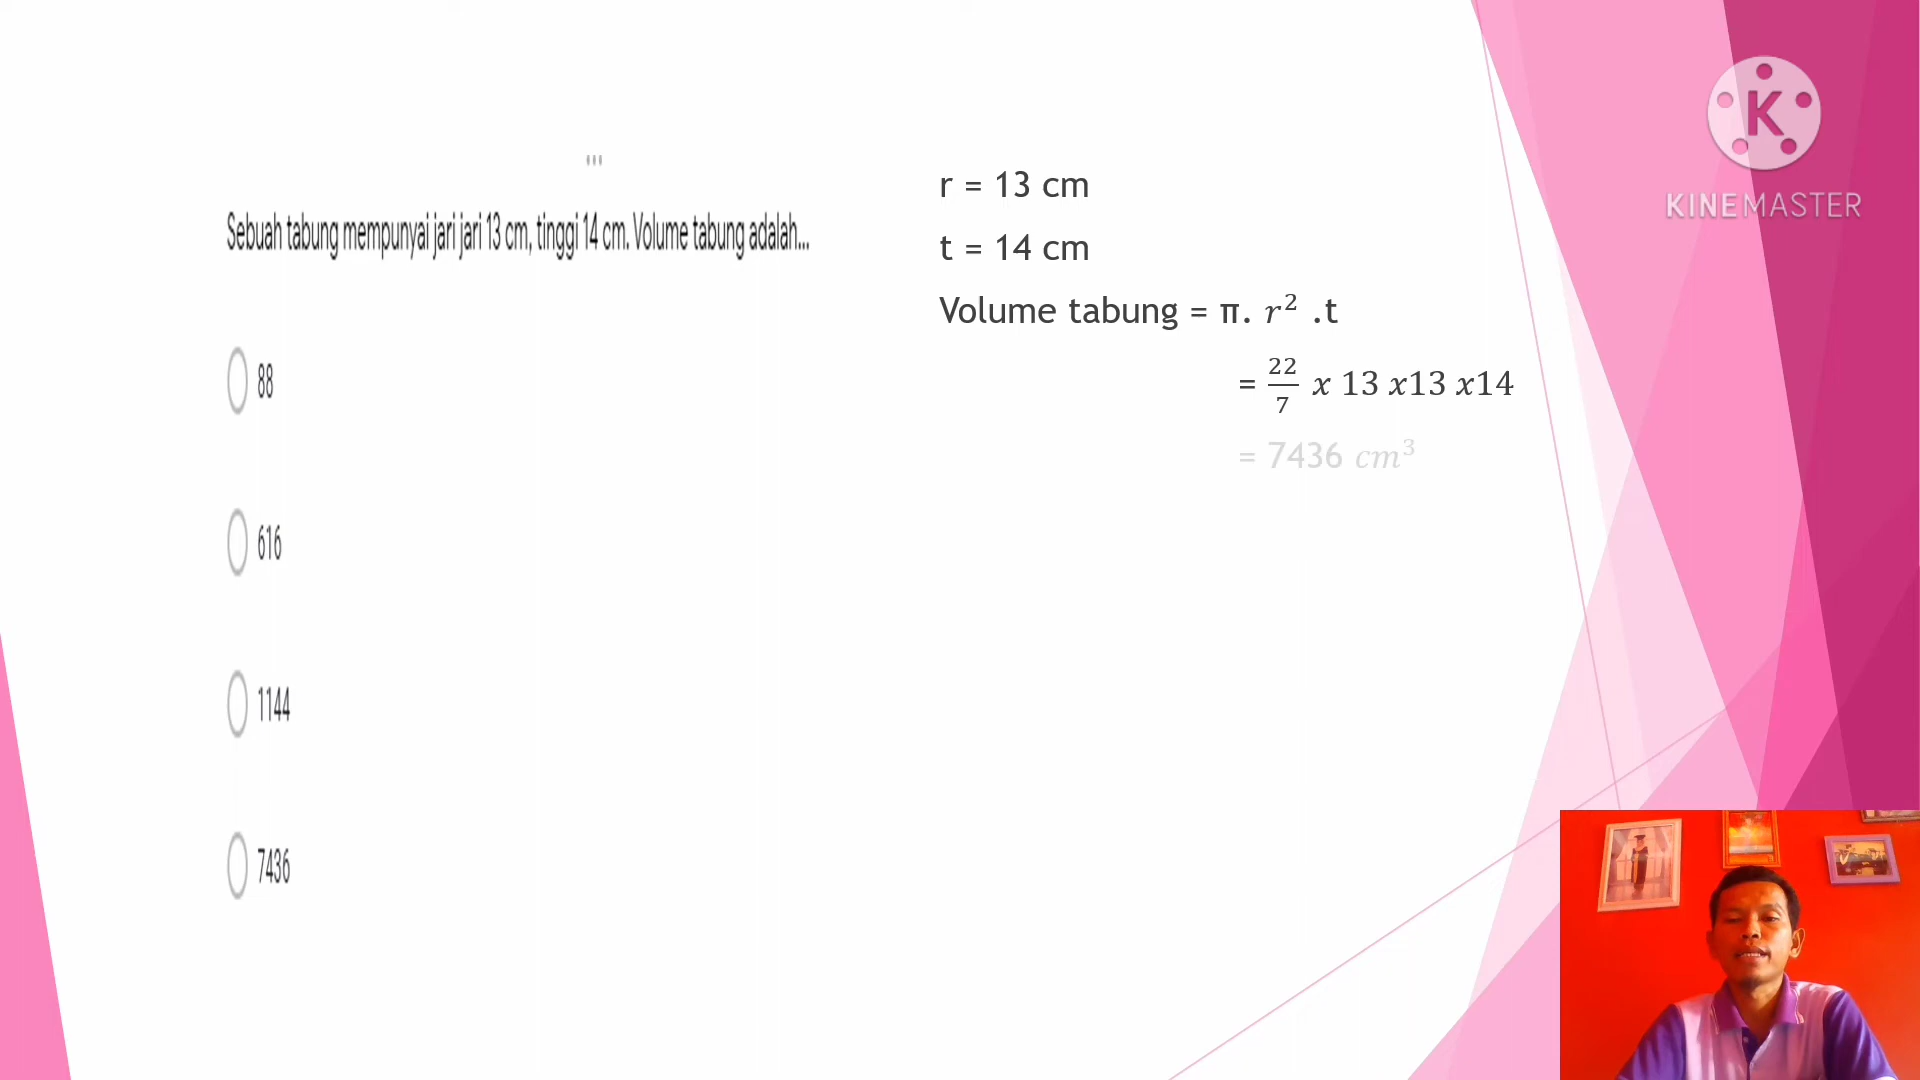 Sebuah tabung mempunyai jari jari 13 cm, tinggi 14 cm. Volume tabung adalah...
88
616
1144
7436
r = 13 cm
t = 14 cm
Volume tabung = π. r² .t
= 22/7 x 13 x13 x14
= 7436 cm³
K
KINEMASTER